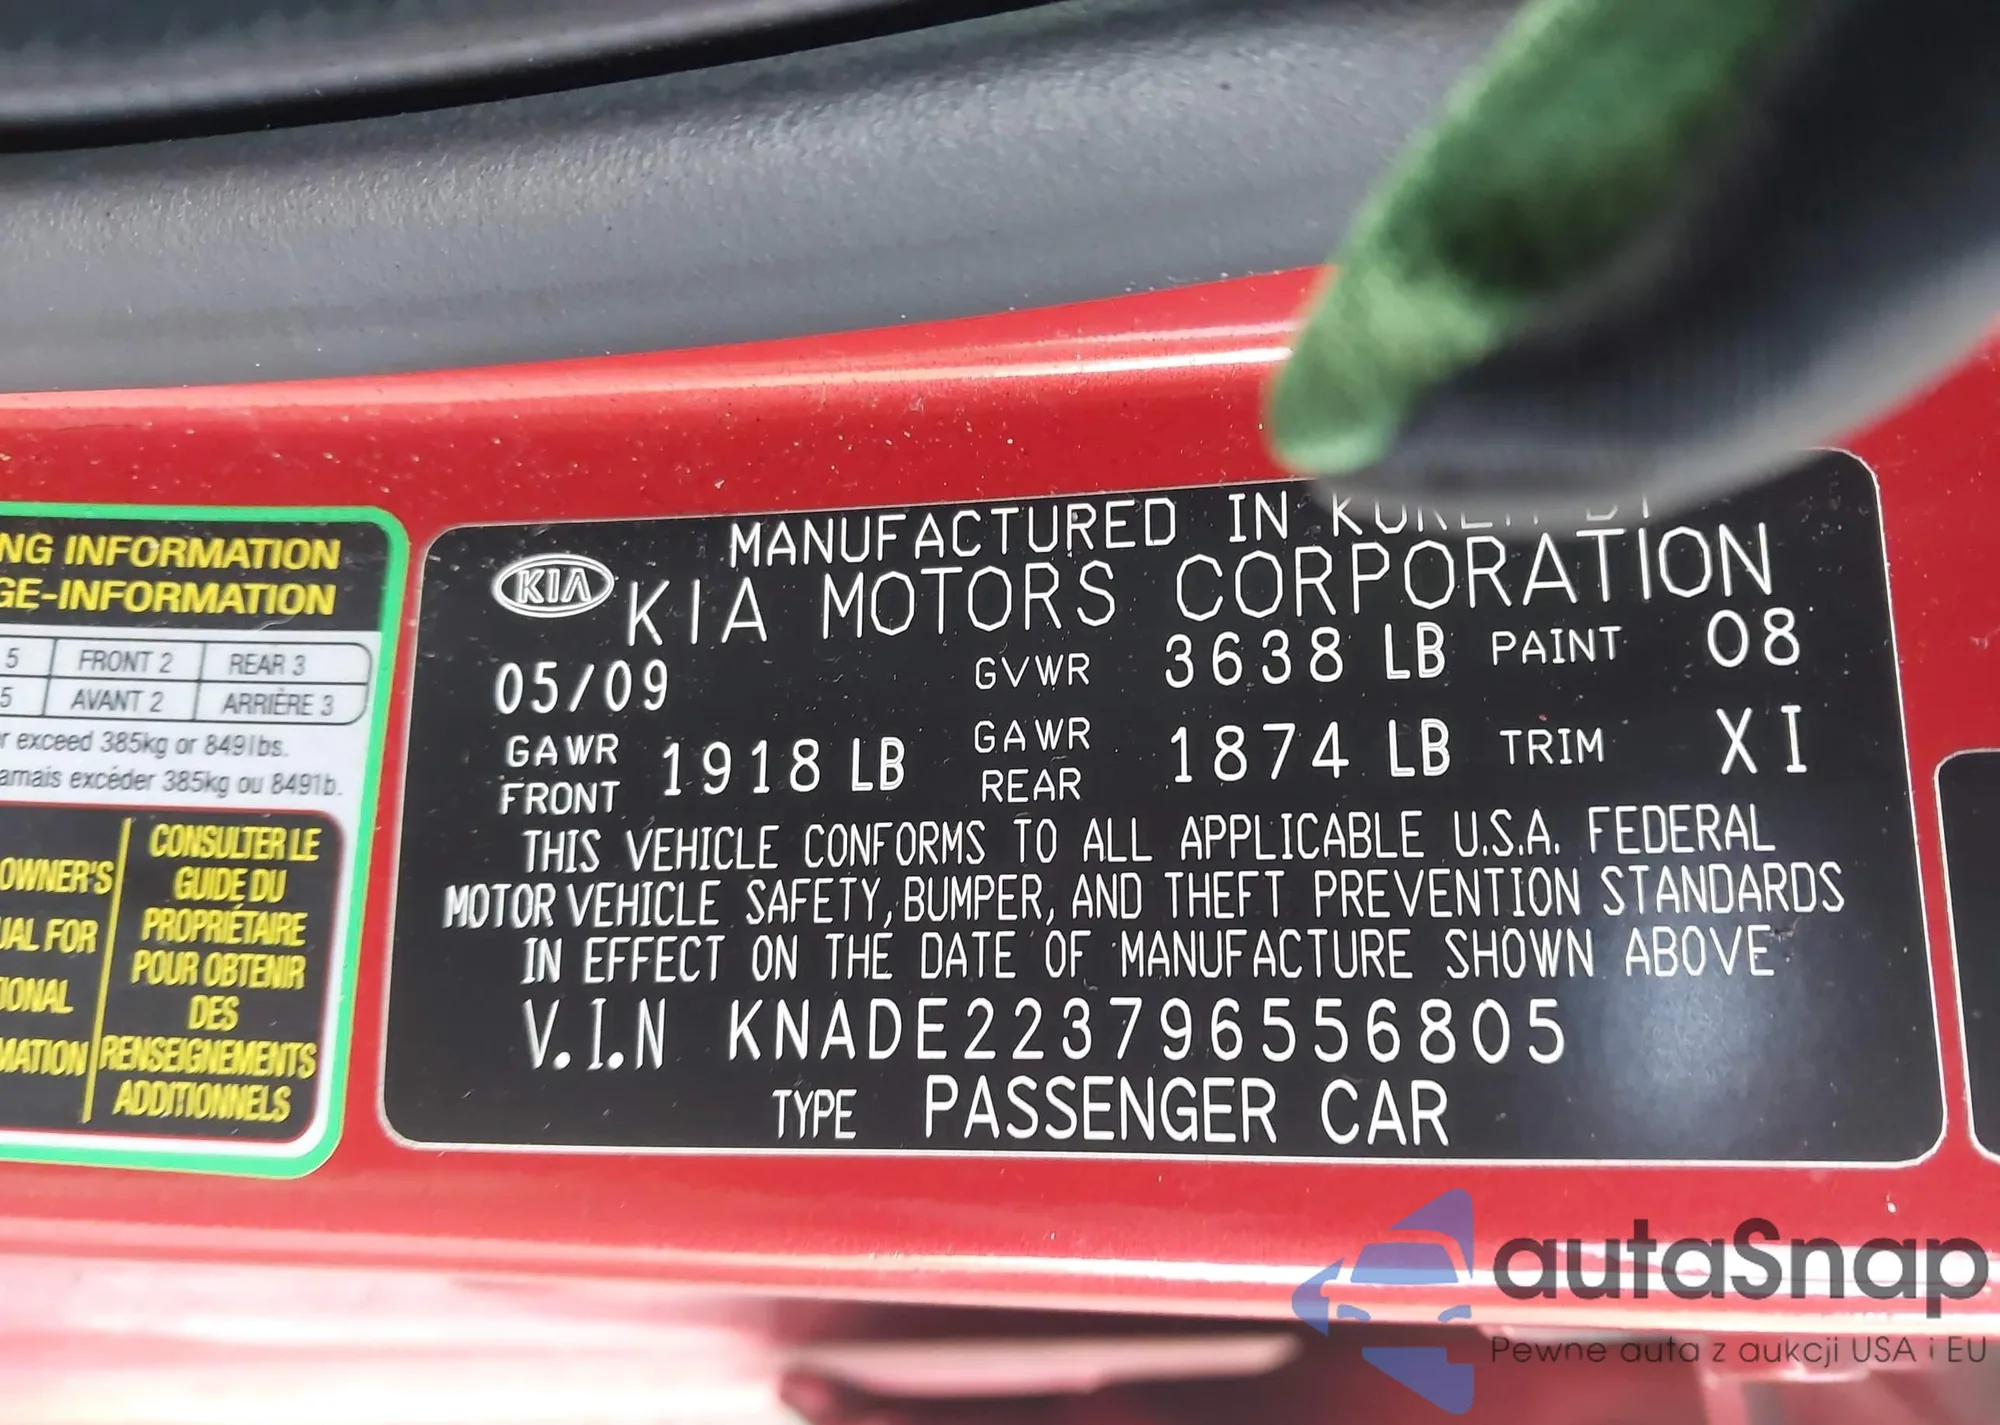 NG INFORMATION
GE-INFORMATION
5 FRONT 2 REAR 3
5 AVANT 2 ARRIÈRE 3
r exceed 385kg or 849lbs.
amais excéder 385kg ou 849lb.
OWNER'S
UAL FOR
IONAL
MATION
CONSULTER LE
GUIDE DU
PROPRIÉTAIRE
POUR OBTENIR
DES
RENSEIGNEMENTS
ADDITIONNELS
MANUFACTURED IN KOREA BY
KIA KIA MOTORS CORPORATION
05/09 GVWR 3638 LB PAINT 08
GAWR FRONT 1918 LB GAWR REAR 1874 LB TRIM XI
THIS VEHICLE CONFORMS TO ALL APPLICABLE U.S.A. FEDERAL
MOTOR VEHICLE SAFETY, BUMPER, AND THEFT PREVENTION STANDARDS
IN EFFECT ON THE DATE OF MANUFACTURE SHOWN ABOVE
V.I.N KNADE223796556805
TYPE PASSENGER CAR
autaSnap
Pewne auta z aukcji USA i EU